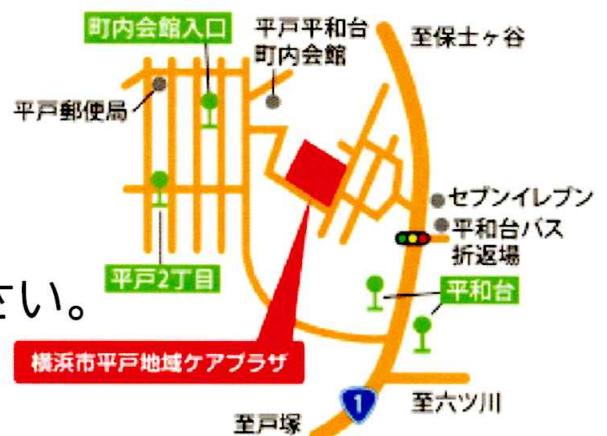 町内会館入口
平戸平和台
町内会館
至保土ヶ谷
平戸郵便局
セブンイレブン
平和台バス
折返場
平戸2丁目
平和台
さい。
横浜市平戸地域ケアプラザ
1
至六ツ川
至戸塚